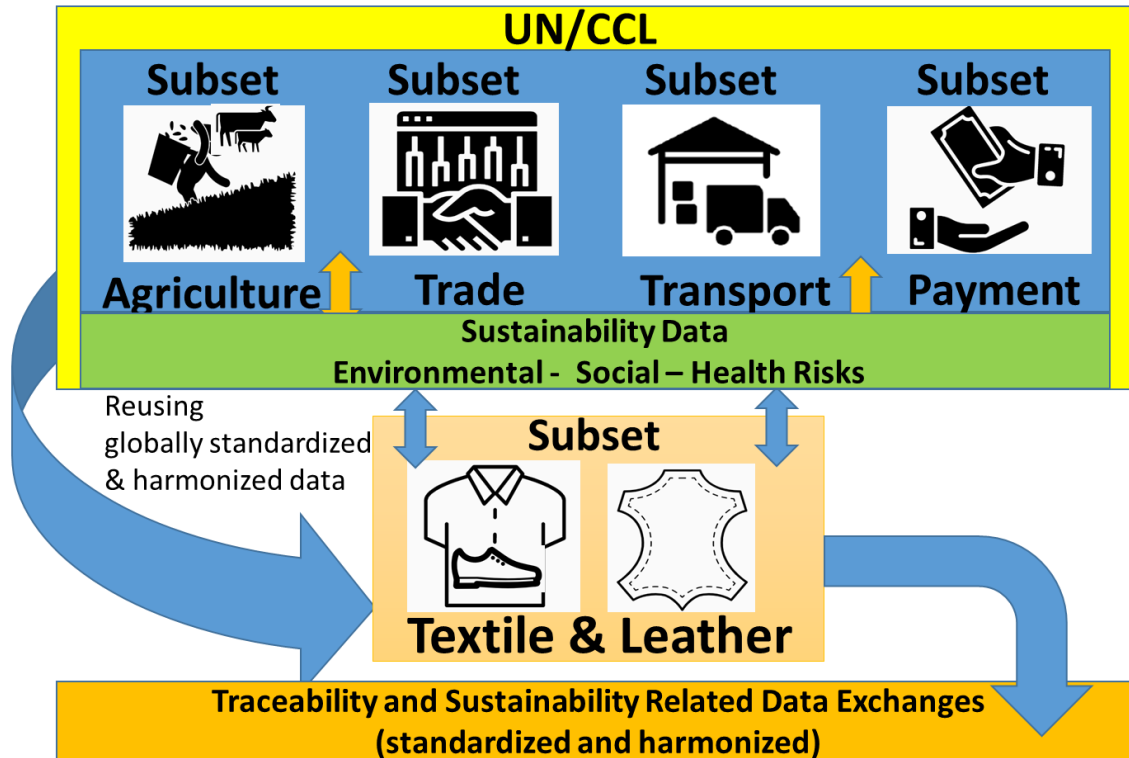 UN/CCL
Subset
Subset
Subset
Subset
Agriculture
Trade
Transport
Payment
Sustainability Data
Environmental -  Social – Health Risks
Reusing
globally standardized
& harmonized data
Subset
Textile & Leather
Traceability and Sustainability Related Data Exchanges
(standardized and harmonized)